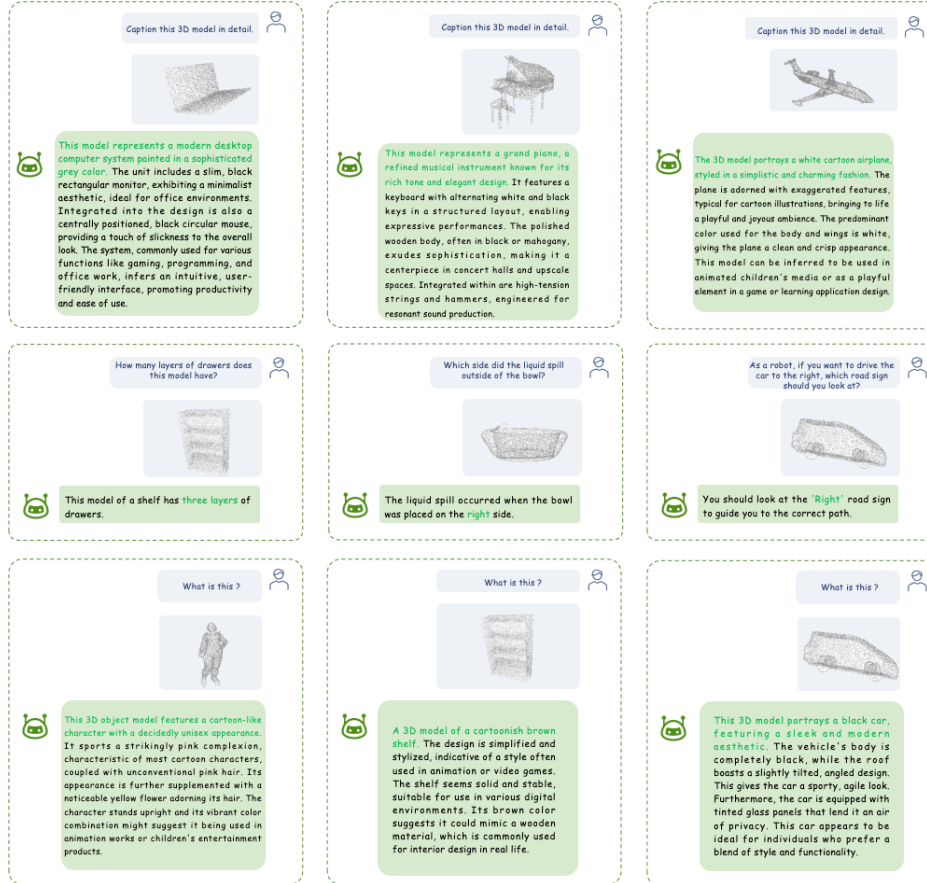 Caption this 3D model in detail.
This model represents a modern desktop
computer system painted in a sophisticated
grey color. The unit includes a slim, black
rectangular monitor, exhibiting a minimalist
aesthetic, ideal for office environments.
Integrated into the design is also a
centrally positioned, black circular mouse,
providing a touch of slickness to the overall
look. The system, commonly used for various
functions like gaming, programming, and
office work, infers an intuitive, user-
friendly interface, promoting productivity
and ease of use.
Caption this 3D model in detail.
This model represents a grand piano, a
refined musical instrument known for its
rich tone and elegant design. It features a
keyboard with alternating white and black
keys in a structured layout, enabling
expressive performances. The polished
wooden body, often in black or mahogany,
exudes sophistication, making it a
centerpiece in concert halls and upscale
spaces. Integrated within are high-tension
strings and hammers, engineered for
resonant sound production.
Caption this 3D model in detail.
The 3D model portrays a white cartoon airplane,
styled in a simplistic and charming fashion. The
plane is adorned with exaggerated features,
typical for cartoon illustrations, bringing to life
a playful and joyous ambience. The predominant
color used for the body and wings is white,
giving the plane a clean and crisp appearance.
This model can be inferred to be used in
animated children's media or as a playful
element in a game or learning application design.
How many layers of drawers does
this model have?
This model of a shelf has three layers of
drawers.
Which side did the liquid spill
outside of the bowl?
The liquid spill occurred when the bowl
was placed on the right side.
As a robot, if you want to drive the
car to the right, which road sign
should you look at?
You should look at the 'Right' road sign
to guide you to the correct path.
What is this ?
This 3D object model features a cartoon-like
character with a decidedly unisex appearance.
It sports a strikingly pink complexion,
characteristic of most cartoon characters,
coupled with unconventional pink hair. Its
appearance is further supplemented with a
noticeable yellow flower adorning its hair. The
character stands upright and its vibrant color
combination might suggest it being used in
animation works or children's entertainment
products.
What is this ?
A 3D model of a cartoonish brown
shelf. The design is simplified and
stylized, indicative of a style often
used in animation or video games.
The shelf seems solid and stable,
suitable for use in various digital
environments. Its brown color
suggests it could mimic a wooden
material, which is commonly used
for interior design in real life.
What is this ?
This 3D model portrays a black car,
featuring a sleek and modern
aesthetic. The vehicle's body is
completely black, while the roof
boasts a slightly tilted, angled design.
This gives the car a sporty, agile look.
Furthermore, the car is equipped with
tinted glass panels that lend it an air
of privacy. This car appears to be
ideal for individuals who prefer a
blend of style and functionality.